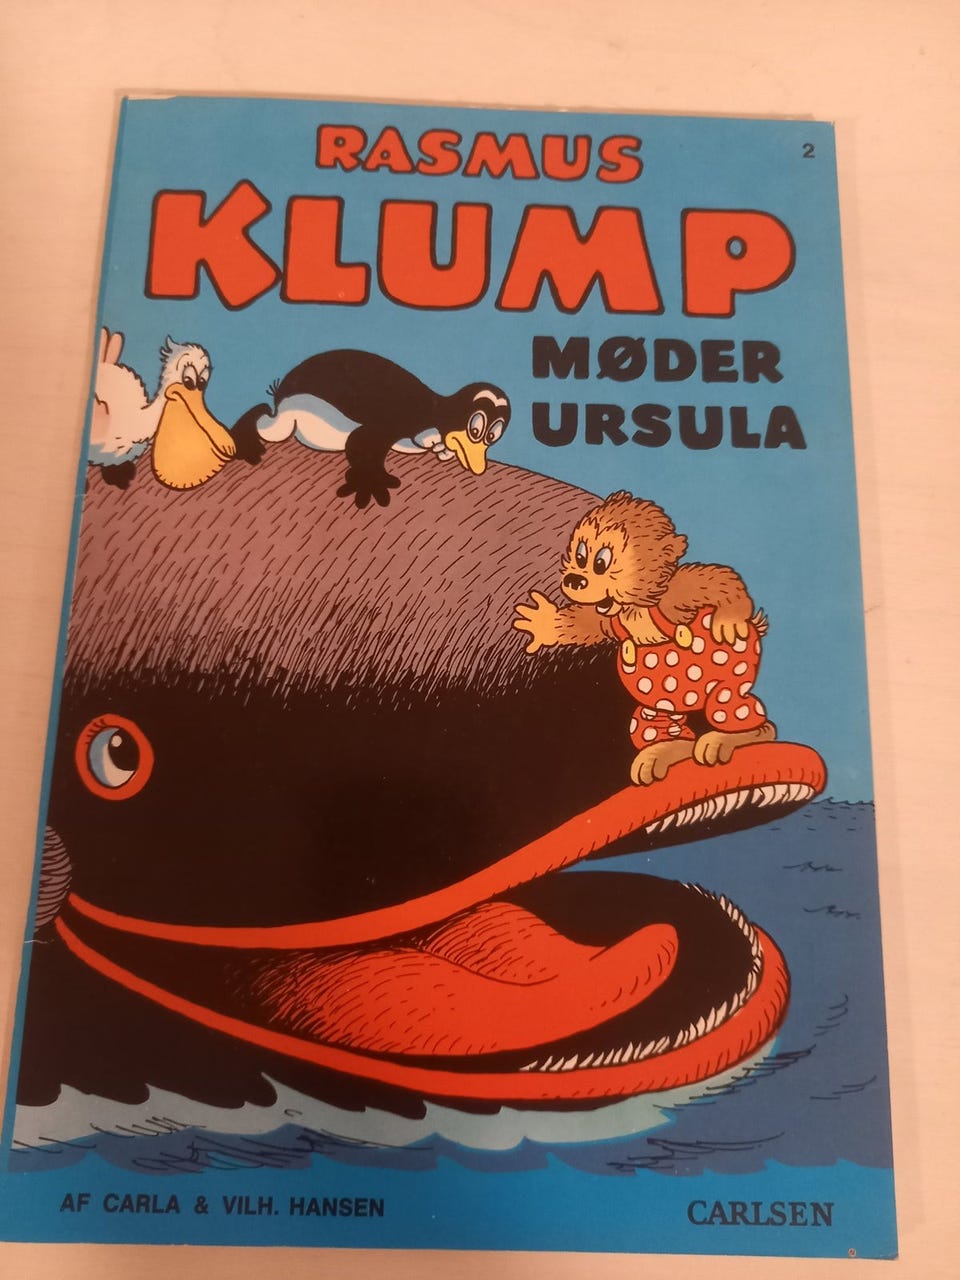 RASMUS
2
KLUMP
MØDER
URSULA
AF CARLA & VILH. HANSEN
CARLSEN